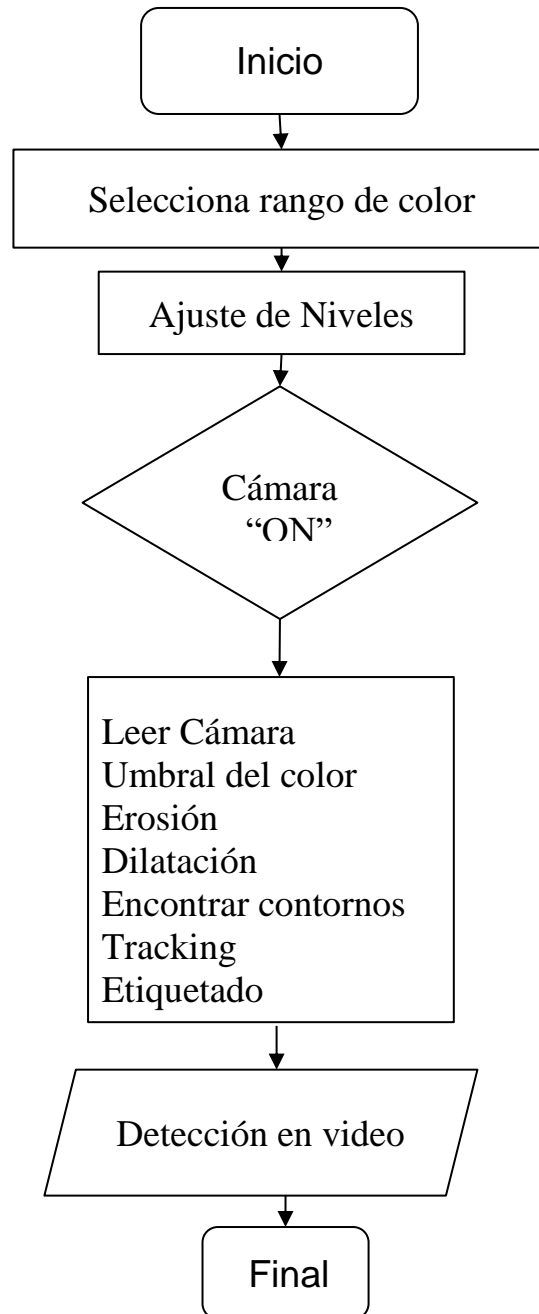 Inicio
Selecciona rango de color
Ajuste de Niveles
Cámara
“ON”
Leer Cámara
Umbral del color
Erosión
Dilatación
Encontrar contornos
Tracking
Etiquetado
Detección en video
Final